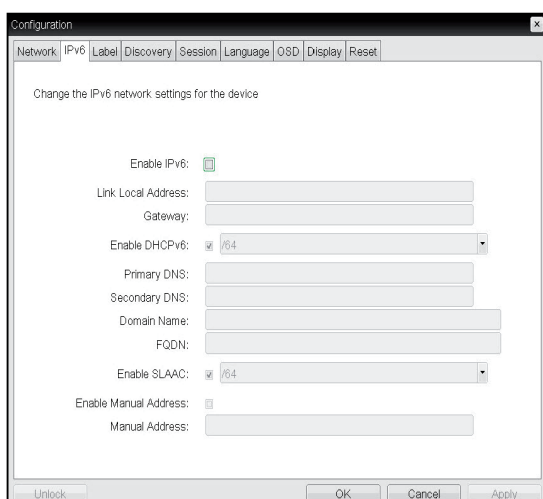 Configuration
Network IPv6 Label Discovery Session Language OSD Display Reset
Change the IPv6 network settings for the device
Enable IPv6:
Link Local Address:
Gateway:
Enable DHCPv6: /64
Primary DNS:
Secondary DNS:
Domain Name:
FQDN:
Enable SLAAC: /64
Enable Manual Address:
Manual Address:
Unlock OK Cancel Apply